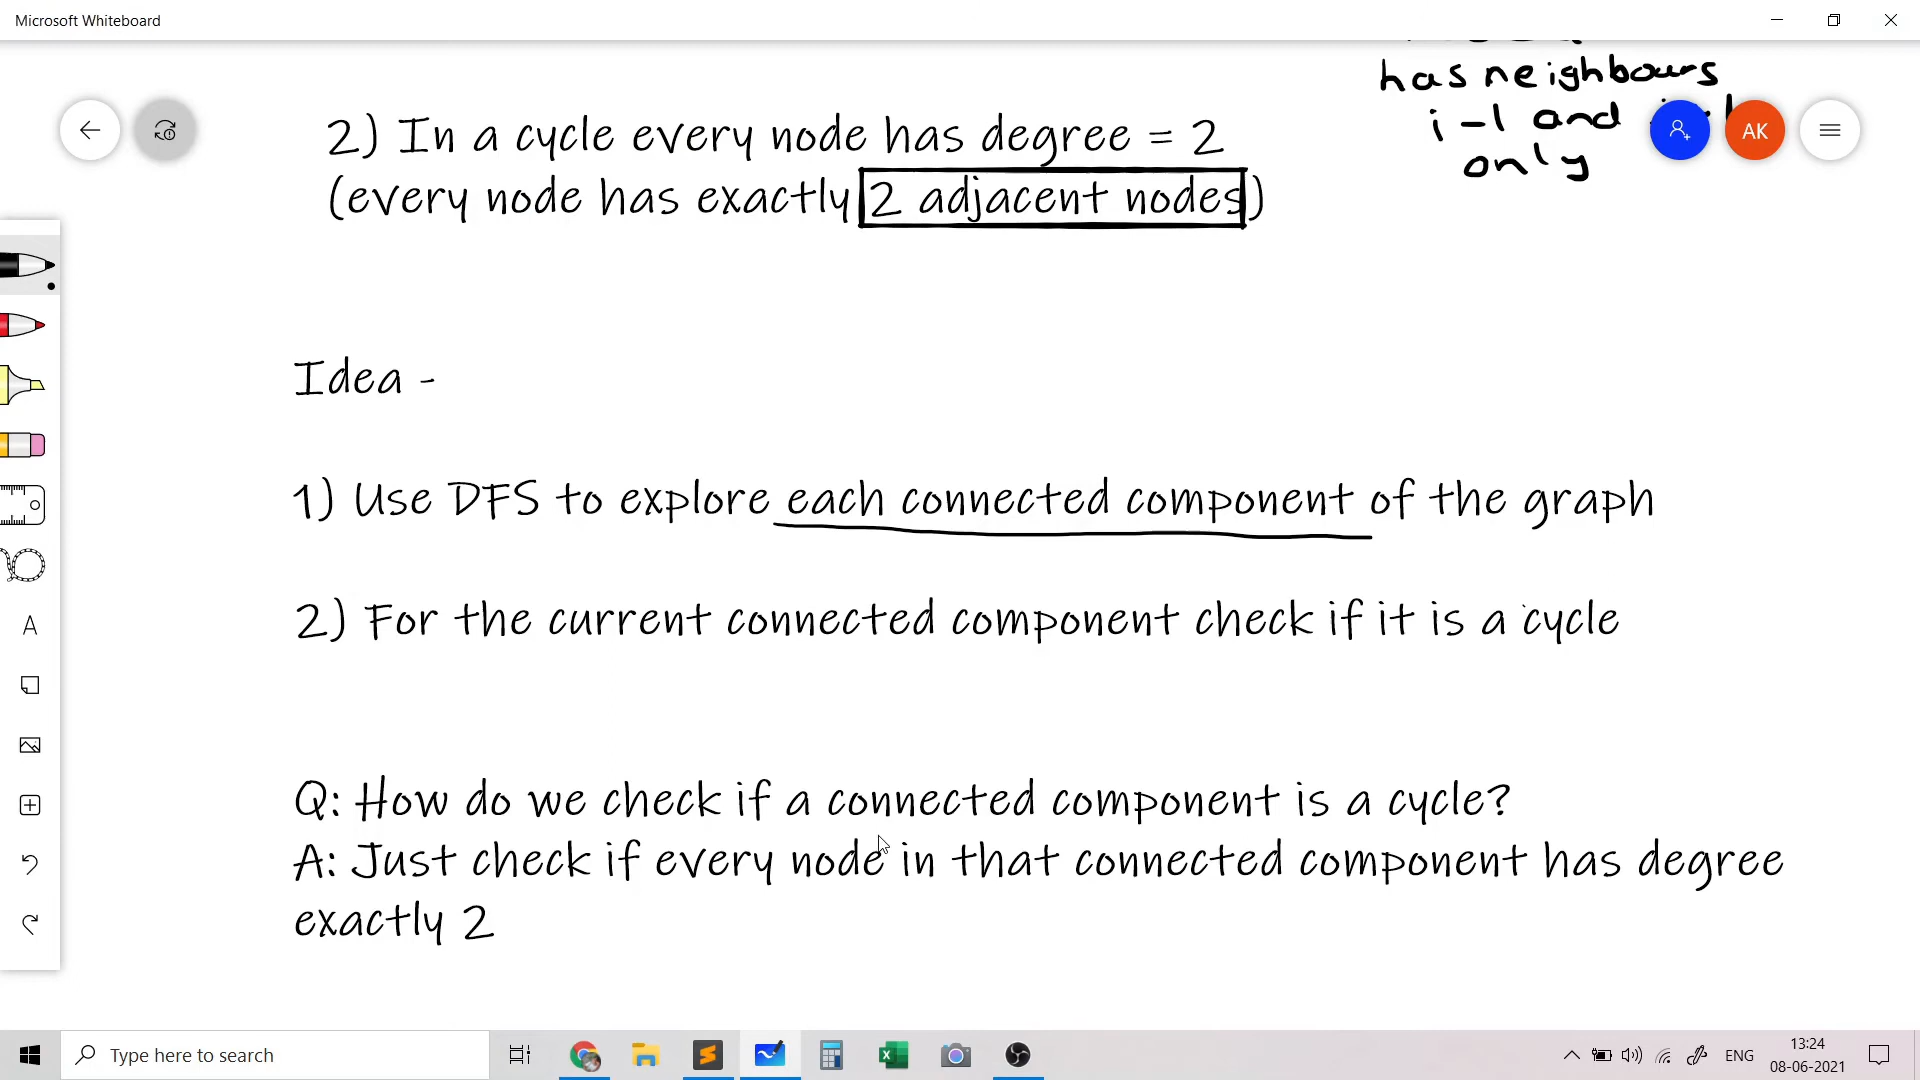 Microsoft Whiteboard
has neighbours
i-1 and
only
AK
2) In a cycle every node has degree = 2
(every node has exactly 2 adjacent nodes)
Idea -
1) Use DFS to explore each connected component of the graph
2) For the current connected component check if it is a cycle
Q: How do we check if a connected component is a cycle?
A: Just check if every node in that connected component has degree
exactly 2
A
Type here to search
ENG
13:24
08-06-2021